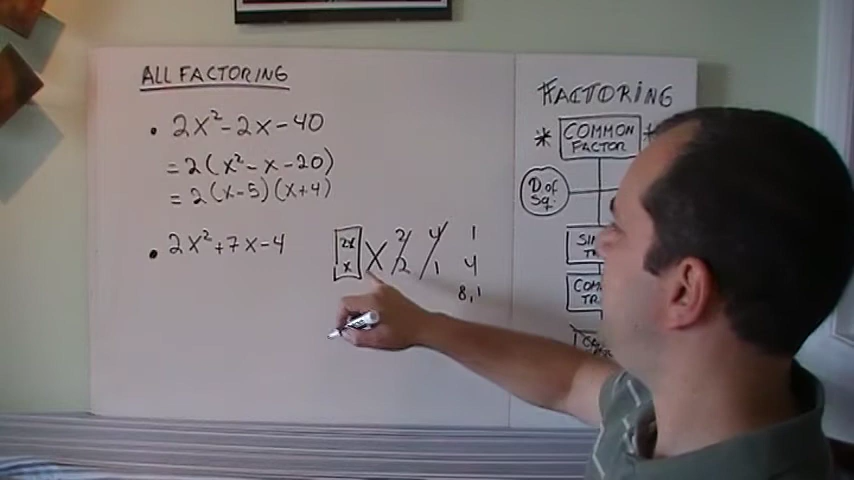 ALL FACTORING
• 2x² - 2x - 40
= 2(x² - x - 20)
= 2(x - 5)(x + 4)
• 2x² + 7x - 4
2x 2 4 1
x 2 1 4
8,1
FACTORING
* COMMON FACTOR *
D of Sq.